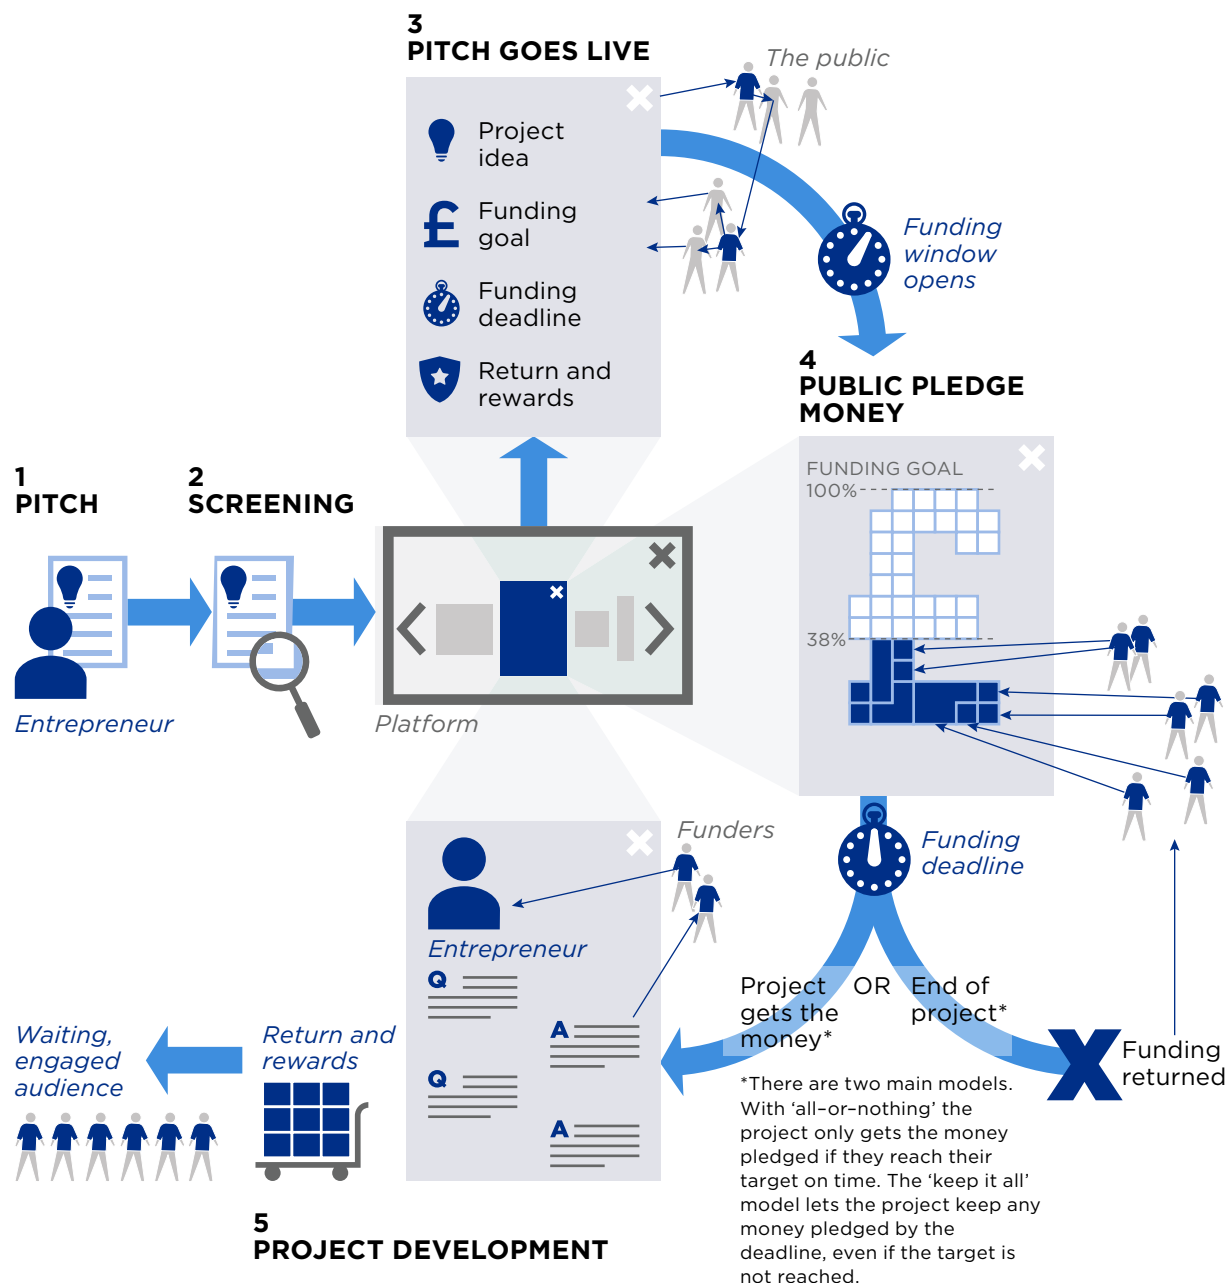 3
PITCH GOES LIVE
The public
Project
idea
£
Funding
goal
Funding
deadline
Return and
rewards
Funding
window
opens
4
PUBLIC PLEDGE
MONEY
FUNDING GOAL
100%
38%
1
PITCH
2
SCREENING
Entrepreneur
Platform
Funders
Entrepreneur
Q
A
Q
A
Funding
deadline
Project
gets the
money*
OR
End of
project*
X
Funding
returned
*There are two main models.
With ‘all–or–nothing’ the
project only gets the money
pledged if they reach their
target on time. The ‘keep it all’
model lets the project keep any
money pledged by the
deadline, even if the target is
not reached.
Waiting,
engaged
audience
Return and
rewards
5
PROJECT DEVELOPMENT